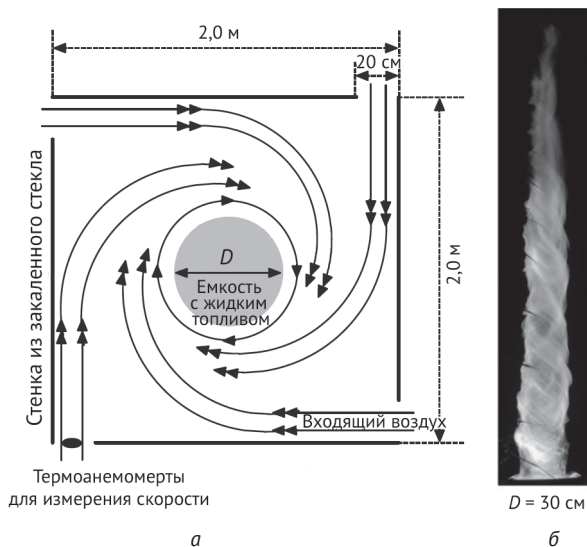 2,0 м
20 см
Стенка из закаленного стекла
D
Емкость
с жидким
топливом
2,0 м
Входящий воздух
Термоанемомерты
для измерения скорости
D = 30 см
а
б